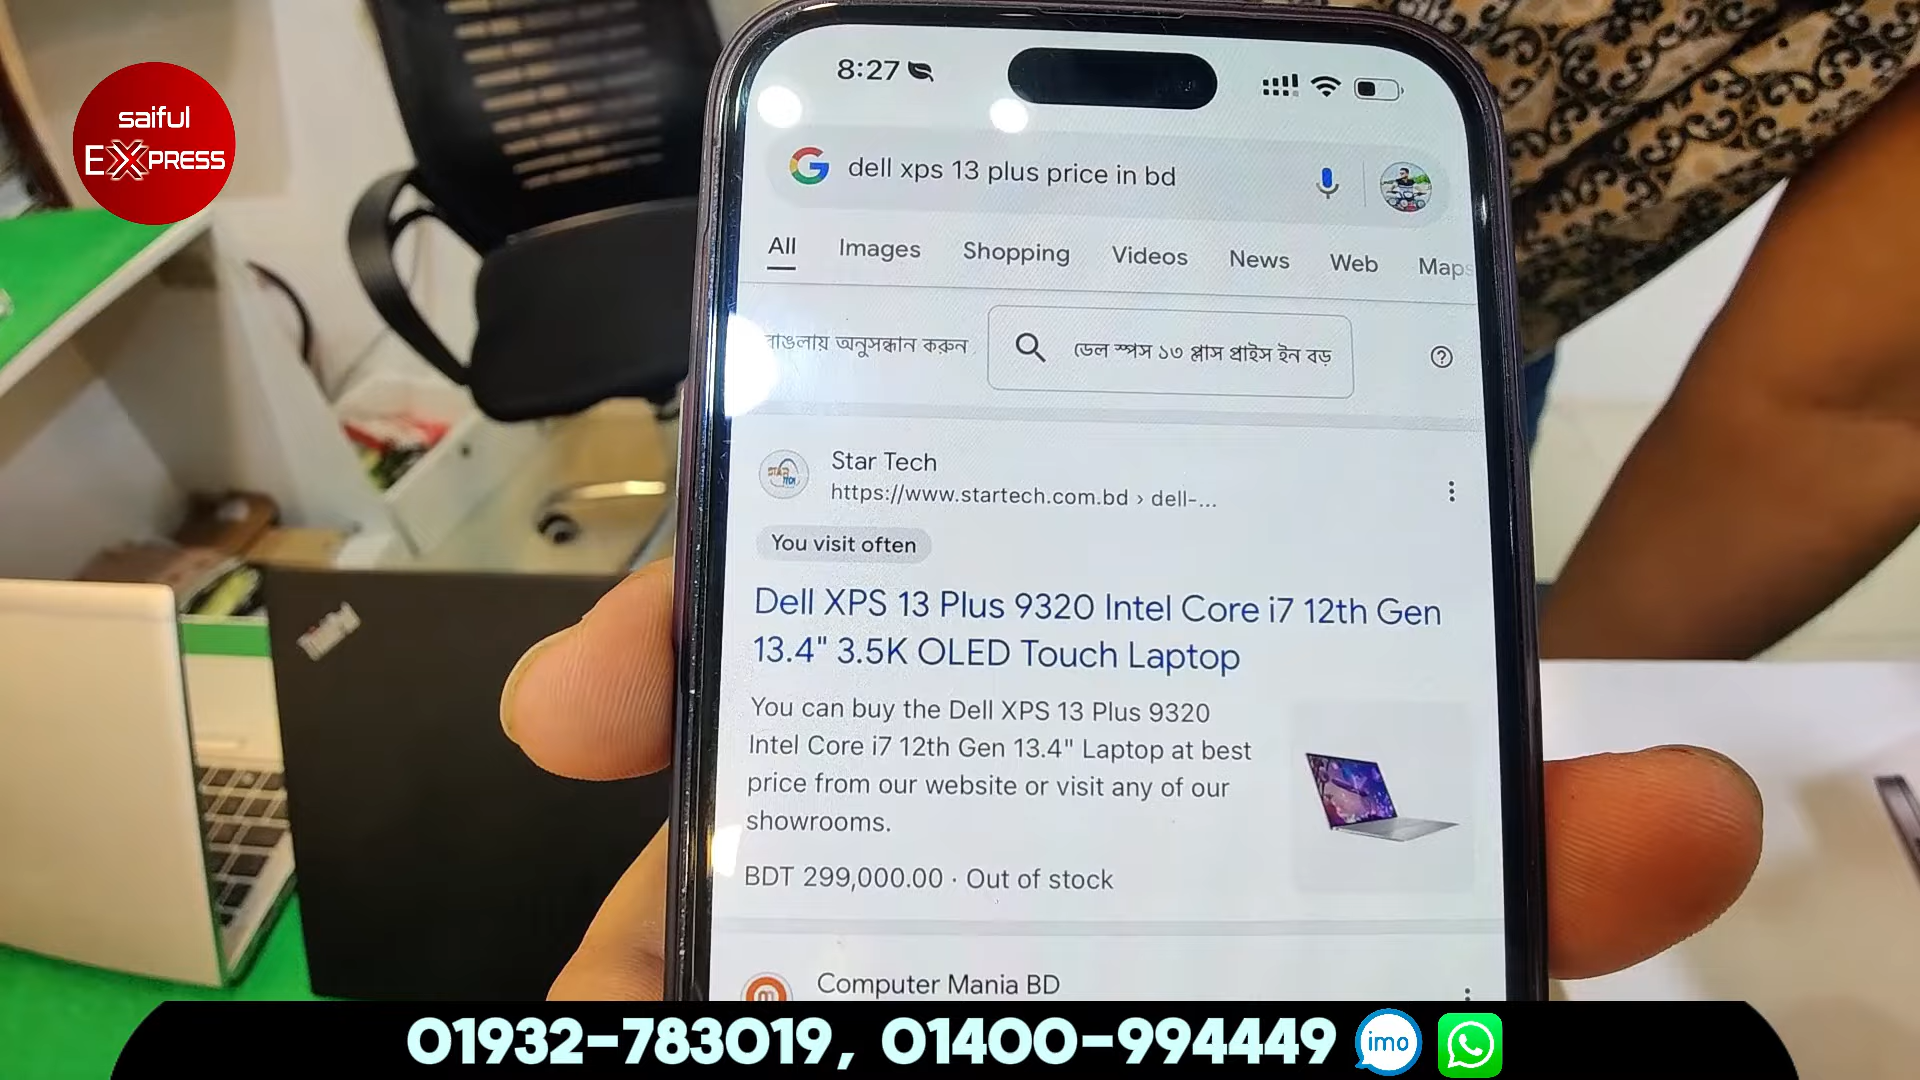 saiful
EXPRESS
8:27
dell xps 13 plus price in bd
All Images Shopping Videos News Web Maps
বাঙলায় অনুসন্ধান করুন
ডেল স্পস ১৩ প্লাস প্রাইস ইন বড়
Star Tech
https://www.startech.com.bd › dell-...
You visit often
Dell XPS 13 Plus 9320 Intel Core i7 12th Gen
13.4" 3.5K OLED Touch Laptop
You can buy the Dell XPS 13 Plus 9320
Intel Core i7 12th Gen 13.4" Laptop at best
price from our website or visit any of our
showrooms.
BDT 299,000.00 · Out of stock
Computer Mania BD
ThinkPad
01932-783019, 01400-994449 imo